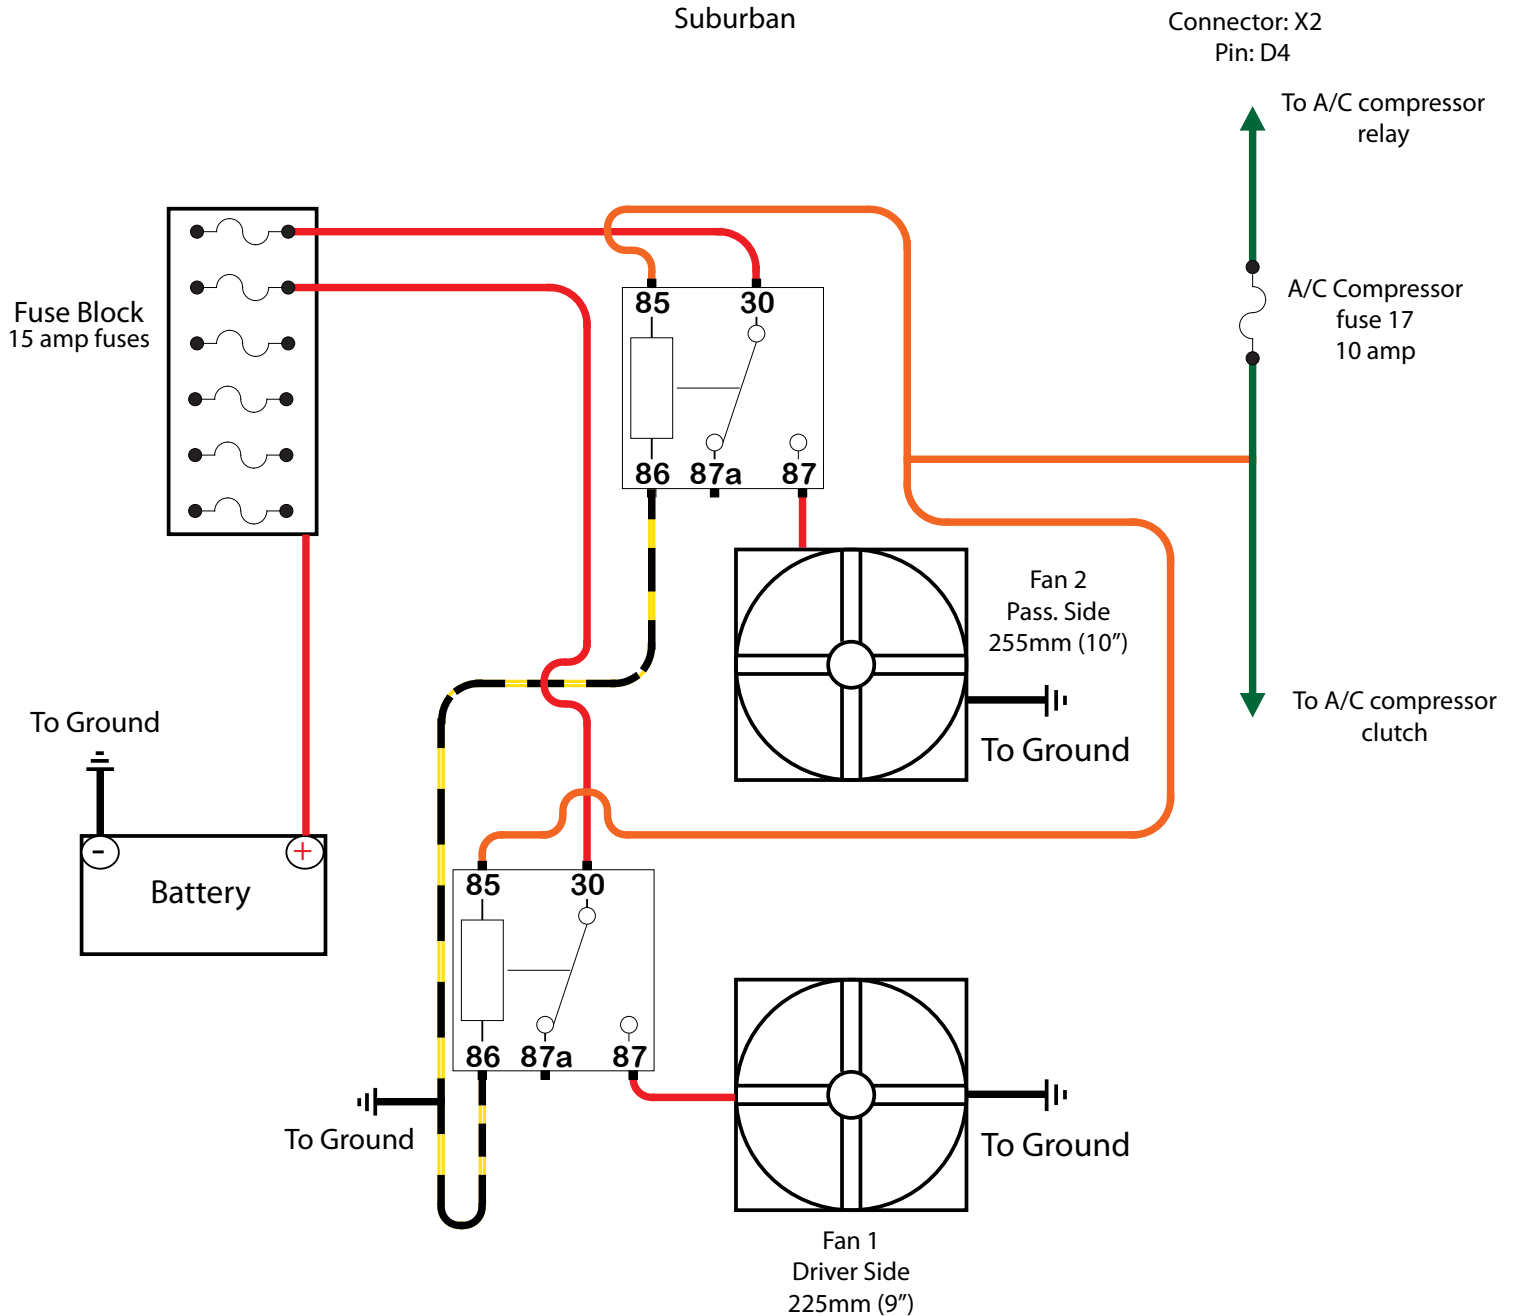 Suburban
Connector: X2
Pin: D4
To A/C compressor
relay
Fuse Block
15 amp fuses
85 30
86 87a 87
A/C Compressor
fuse 17
10 amp
Fan 2
Pass. Side
255mm (10”)
To Ground
To A/C compressor
clutch
To Ground
- +
Battery
85 30
86 87a 87
To Ground
To Ground
Fan 1
Driver Side
225mm (9”)